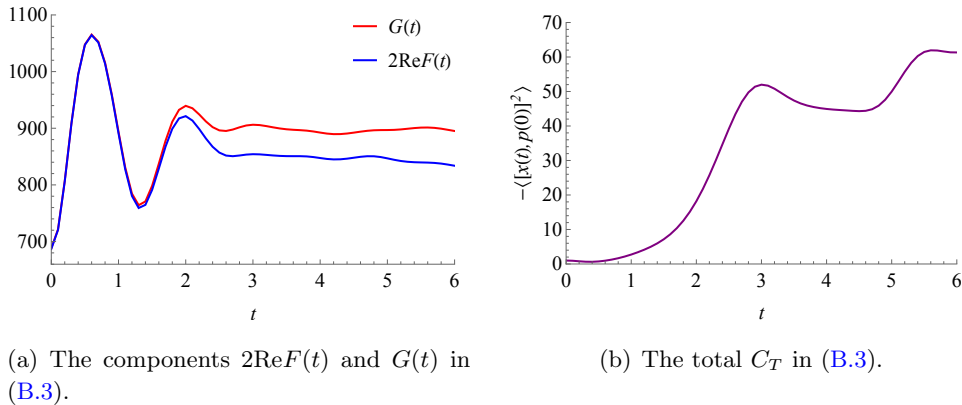 1100
1000
900
800
700
0 1 2 3 4 5 6
t
G(t)
2ReF(t)
70
60
50
40
30
20
10
0
0 1 2 3 4 5 6
t
−⟨[x(t), p(0)]²⟩
(a) The components 2ReF(t) and G(t) in
(B.3).
(b) The total C_T in (B.3).